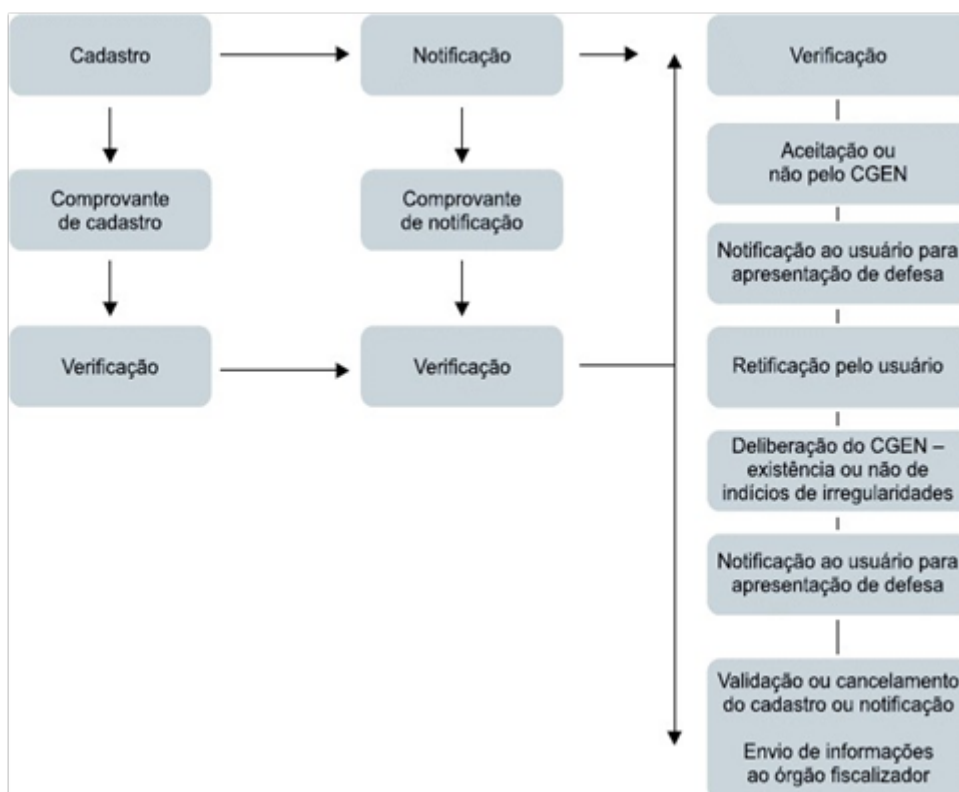 Cadastro
Notificação
Verificação
Comprovante
de cadastro
Comprovante
de notificação
Verificação
Verificação
Aceitação ou
não pelo CGEN
Notificação ao usuário para
apresentação de defesa
Retificação pelo usuário
Deliberação do CGEN –
existência ou não de
indícios de irregularidades
Notificação ao usuário para
apresentação de defesa
Validação ou cancelamento
do cadastro ou notificação
Envio de informações
ao órgão fiscalizador